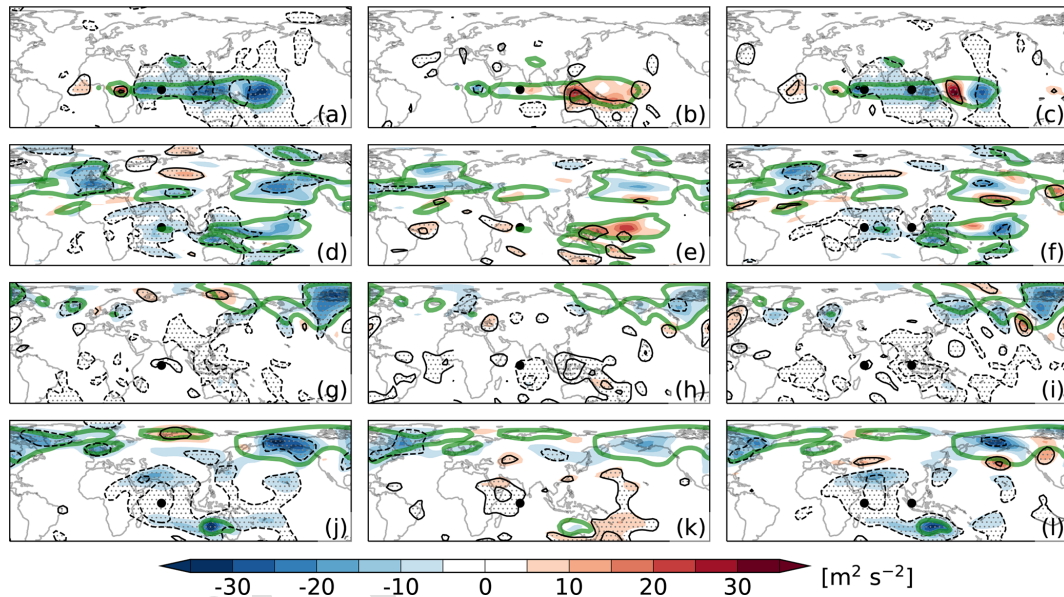 (a) (b) (c)
(d) (e) (f)
(g) (h) (i)
(j) (k) (l)
-30 -20 -10 0 10 20 30 [m² s⁻²]